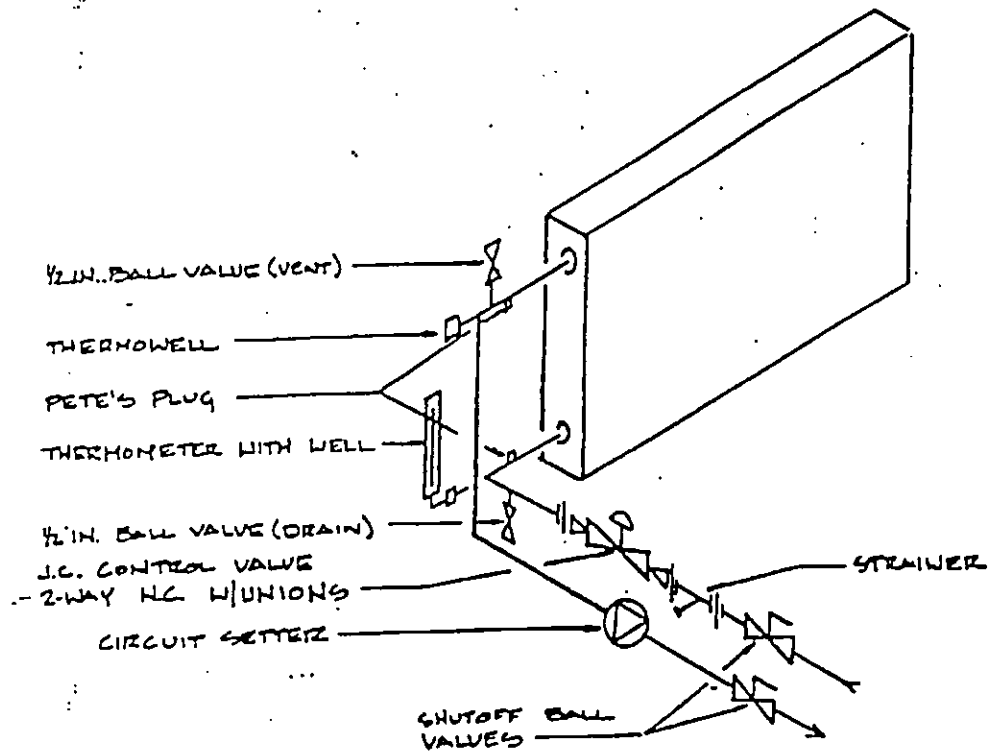 ½ IN.. BALL VALVE (VENT)
THERMOWELL
PETE'S PLUG
THERMOMETER WITH WELL
½ IN. BALL VALVE (DRAIN)
J.C. CONTROL VALVE
2-WAY N.C. W/UNIONS
STRAINER
CIRCUIT SETTER
SHUTOFF BALL
VALVES